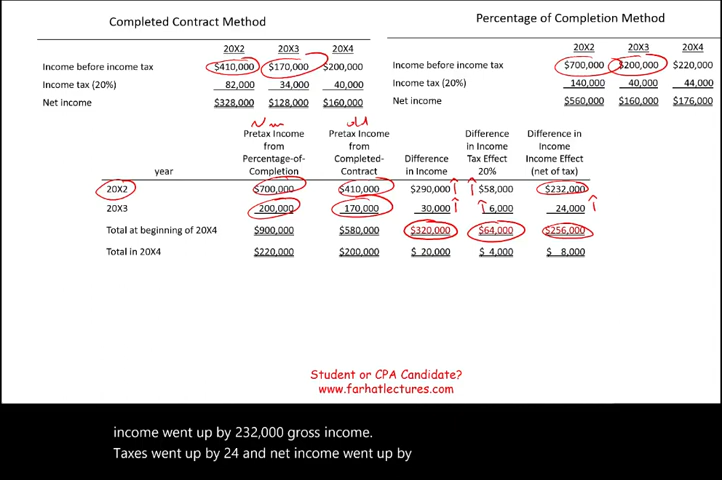 Completed Contract Method
20X2 20X3 20X4
Income before income tax $410,000 $170,000 $200,000
Income tax (20%) 82,000 34,000 40,000
Net income $328,000 $128,000 $160,000
Percentage of Completion Method
20X2 20X3 20X4
Income before income tax $700,000 $200,000 $220,000
Income tax (20%) 140,000 40,000 44,000
Net income $560,000 $160,000 $176,000
old
Pretax Income Pretax Income Difference Difference in
from from in Income Income
Percentage-of- Completed- Difference Tax Effect Income Effect
year Completion Contract in Income 20% (net of tax)
20X2 $700,000 $410,000 $290,000 $58,000 $232,000
20X3 200,000 170,000 30,000 6,000 24,000
Total at beginning of 20X4 $900,000 $580,000 $320,000 $64,000 $256,000
Total in 20X4 $220,000 $200,000 $ 20,000 $ 4,000 $ 8,000
Student or CPA Candidate?
www.farhatlectures.com
income went up by 232,000 gross income.
Taxes went up by 24 and net income went up by